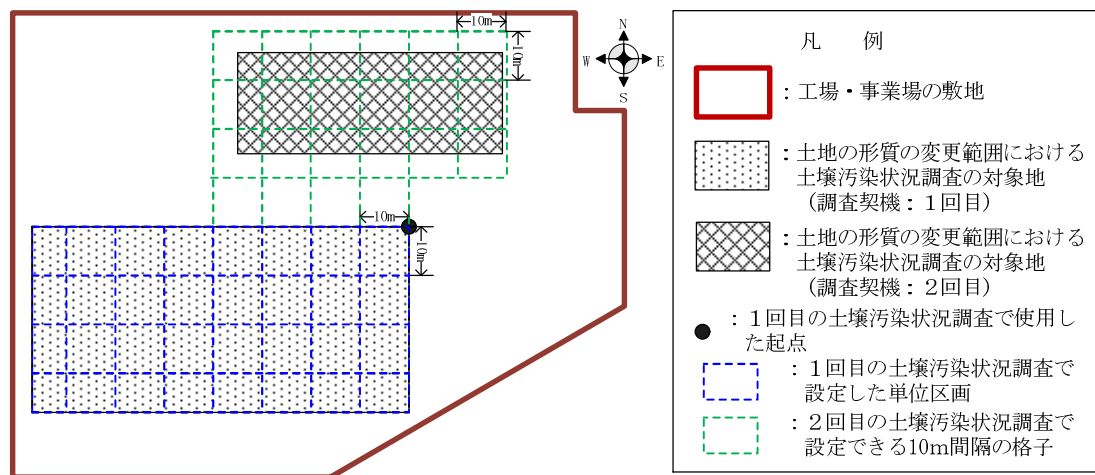 10m
10m
N
W E
S
10m
10m
凡 例
:工場・事業場の敷地
:土地の形質の変更範囲における
土壌汚染状況調査の対象地
(調査契機:1回目)
:土地の形質の変更範囲における
土壌汚染状況調査の対象地
(調査契機:2回目)
:1回目の土壌汚染状況調査で使用し
た起点
:1回目の土壌汚染状況調査で
設定した単位区画
:2回目の土壌汚染状況調査で
設定できる10m間隔の格子